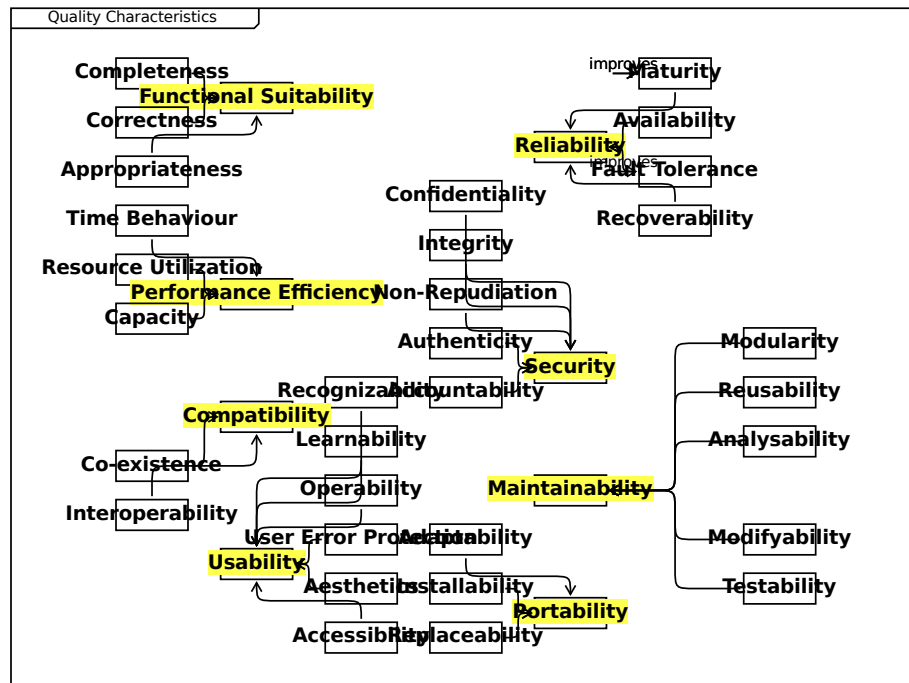 Quality Characteristics
Completeness
Functional Suitability
Correctness
Appropriateness
Time Behaviour
Resource Utilization
Performance Efficiency
Capacity
Compatibility
Co-existence
Interoperability
improves
Maturity
Availability
Reliability
improves
Fault Tolerance
Recoverability
Confidentiality
Integrity
Non-Repudiation
Authenticity
Security
Accountability
Recognizability
Learnability
Operability
User Error Protection
Usability
Aesthetics
Accessibility
Modularity
Reusability
Analysability
Maintainability
Modifyability
Testability
Adaptability
Installability
Portability
Replaceability